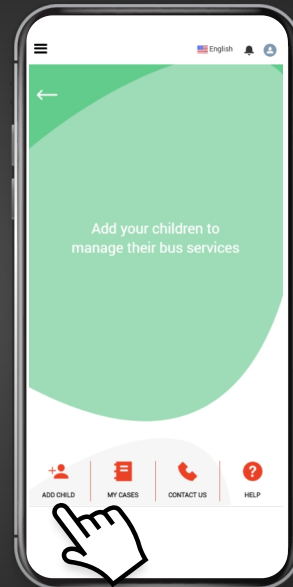 English
Add your children to
manage their bus services
ADD CHILD
MY CASES
CONTACT US
HELP